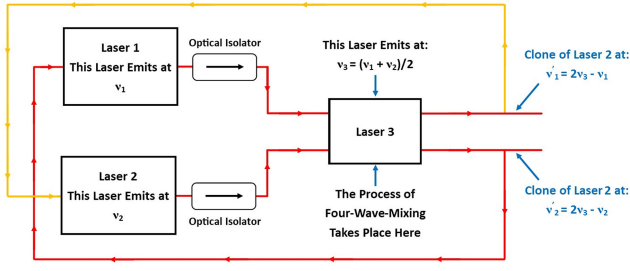 Laser 1
This Laser Emits at
ν₁
Optical Isolator
This Laser Emits at:
ν₃ = (ν₁ + ν₂)/2
Clone of Laser 2 at:
ν′₁ = 2ν₃ - ν₁
Laser 3
Laser 2
This Laser Emits at
ν₂
Optical Isolator
The Process of
Four-Wave-Mixing
Takes Place Here
Clone of Laser 2 at:
ν′₂ = 2ν₃ - ν₂